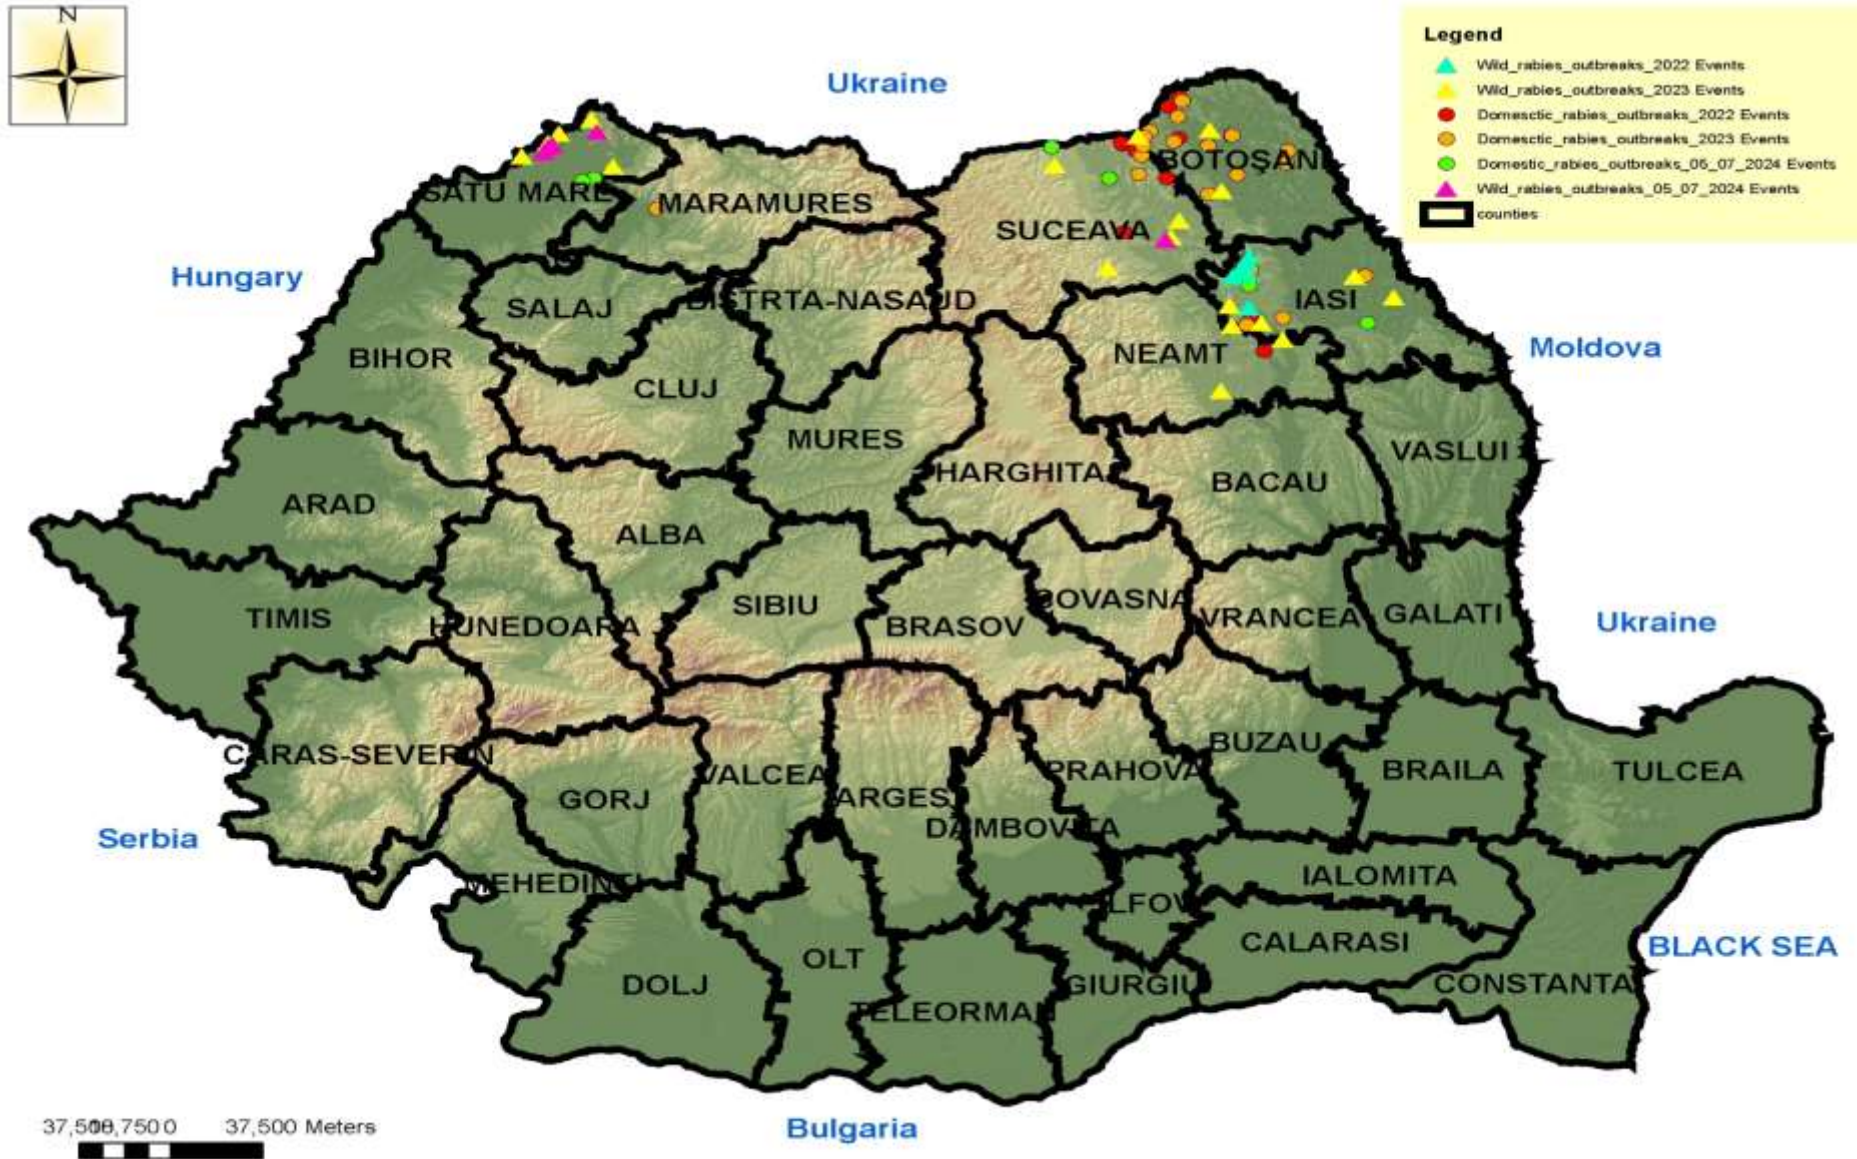 N
Ukraine
Legend
Wild_rabies_outbreaks_2022 Events
Wild_rabies_outbreaks_2023 Events
Domesctic_rabies_outbreaks_2022 Events
Domesctic_rabies_outbreaks_2023 Events
Domestic_rabies_outbreaks_06_07_2024 Events
Wild_rabies_outbreaks_05_07_2024 Events
counties
BOTOŞANI
SATU MARE
MARAMURES
SUCEAVA
Hungary
SALAJ
BISTRTA-NASAUD
IASI
BIHOR
NEAMT
Moldova
CLUJ
MURES
VASLUI
HARGHITA
BACAU
ARAD
ALBA
TIMIS
HUNEDOARA
SIBIU
BRASOV
COVASNA
VRANCEA
GALATI
Ukraine
CARAS-SEVERIN
VALCEA
PRAHOVA
BUZAU
BRAILA
TULCEA
GORJ
ARGES
DAMBOVITA
Serbia
MEHEDINTI
IALOMITA
ILFOV
CALARASI
BLACK SEA
OLT
DOLJ
GIURGIU
CONSTANTA
TELEORMAN
37,500 Meters
Bulgaria